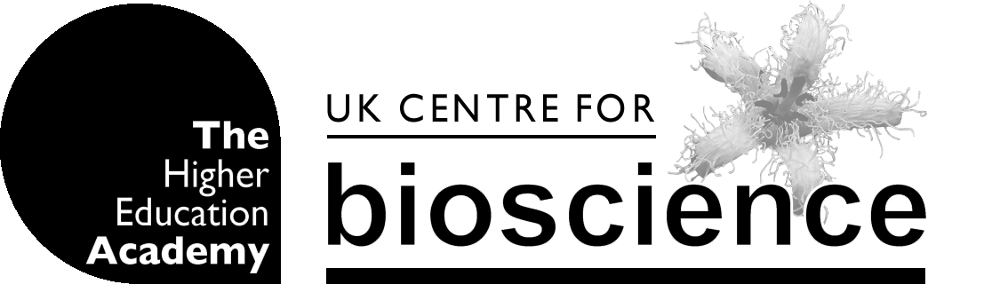 The
Higher
Education
Academy
UK CENTRE FOR
bioscience